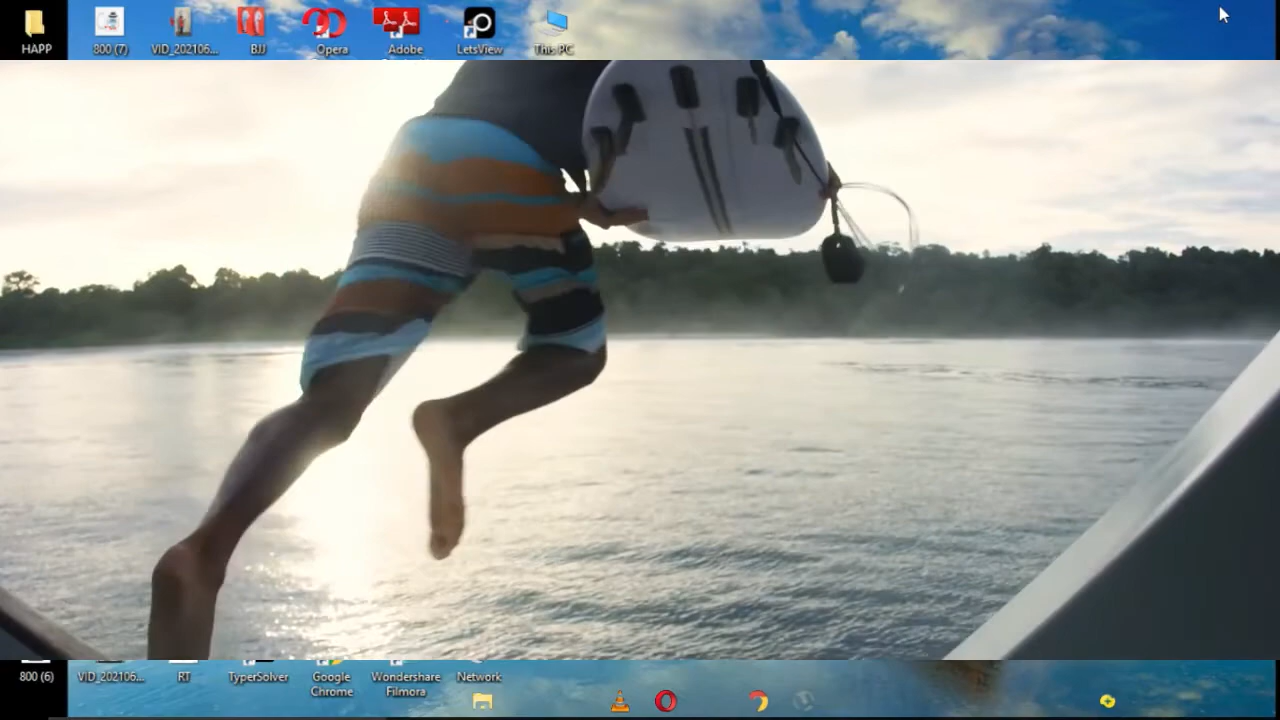 HAPP
800 (7)
VID_202106...
BJJ
Opera
Adobe
LetsView
This PC
800 (6)
VID_202106...
RT
TyperSolver
Google
Chrome
Wondershare
Filmora
Network